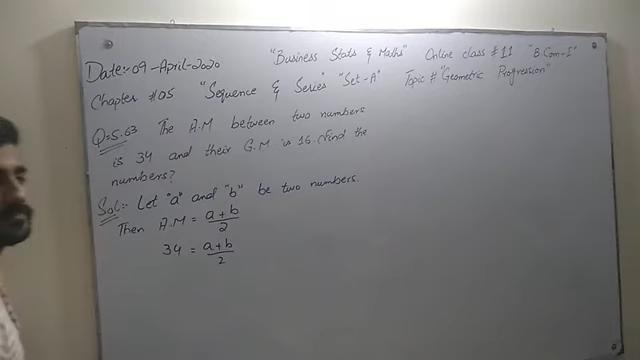 "Business Stats & Maths" Online class # 11 "B.Com-I"
Date:- 09-April-2020
Chapter #05 "Sequence & Series" "Set-A" Topic # "Geometric Progression"
Q=5.63 The A.M between two numbers
is 34 and their G.M is 16. Find the
numbers?
Sol:- Let "a" and "b" be two numbers.
Then A.M = a+b/2
34 = a+b/2